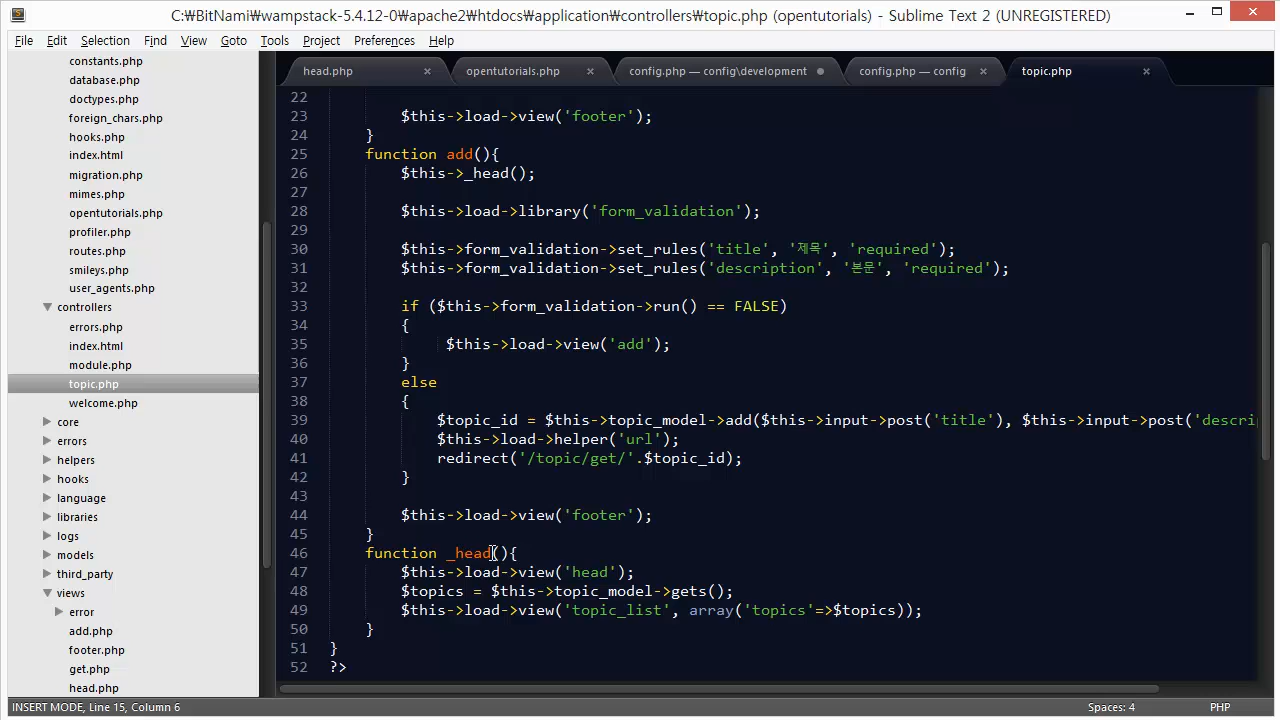 C:₩BitNami₩wampstack-5.4.12-0₩apache2₩htdocs₩application₩controllers₩topic.php (opentutorials) - Sublime Text 2 (UNREGISTERED)
File Edit Selection Find View Goto Tools Project Preferences Help
head.php opentutorials.php config.php — config\development config.php — config topic.php
constants.php
database.php
doctypes.php
foreign_chars.php
hooks.php
index.html
migration.php
mimes.php
opentutorials.php
profiler.php
routes.php
smileys.php
user_agents.php
controllers
errors.php
index.html
module.php
topic.php
welcome.php
core
errors
helpers
hooks
language
libraries
logs
models
third_party
views
error
add.php
footer.php
get.php
head.php
22
23 $this->load->view('footer');
24 }
25 function add(){
26 $this->_head();
27
28 $this->load->library('form_validation');
29
30 $this->form_validation->set_rules('title', '제목', 'required');
31 $this->form_validation->set_rules('description', '본문', 'required');
32
33 if ($this->form_validation->run() == FALSE)
34 {
35 $this->load->view('add');
36 }
37 else
38 {
39 $topic_id = $this->topic_model->add($this->input->post('title'), $this->input->post('descri
40 $this->load->helper('url');
41 redirect('/topic/get/'.$topic_id);
42 }
43
44 $this->load->view('footer');
45 }
46 function _head(){
47 $this->load->view('head');
48 $topics = $this->topic_model->gets();
49 $this->load->view('topic_list', array('topics'=>$topics));
50 }
51 }
52 ?>
INSERT MODE, Line 15, Column 6 Spaces: 4 PHP